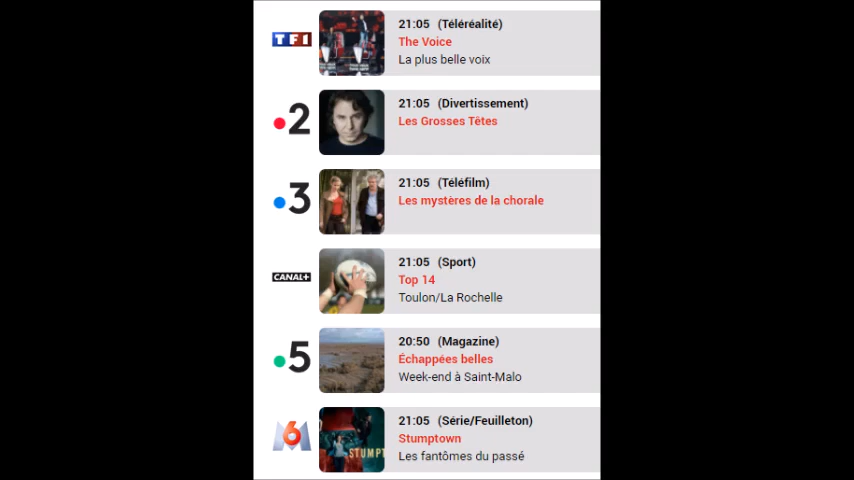 TF1
21:05 (Téléréalité)
The Voice
La plus belle voix
2
21:05 (Divertissement)
Les Grosses Têtes
3
21:05 (Téléfilm)
Les mystères de la chorale
CANAL+
21:05 (Sport)
Top 14
Toulon/La Rochelle
5
20:50 (Magazine)
Échappées belles
Week-end à Saint-Malo
M6
21:05 (Série/Feuilleton)
Stumptown
Les fantômes du passé
STUMPT